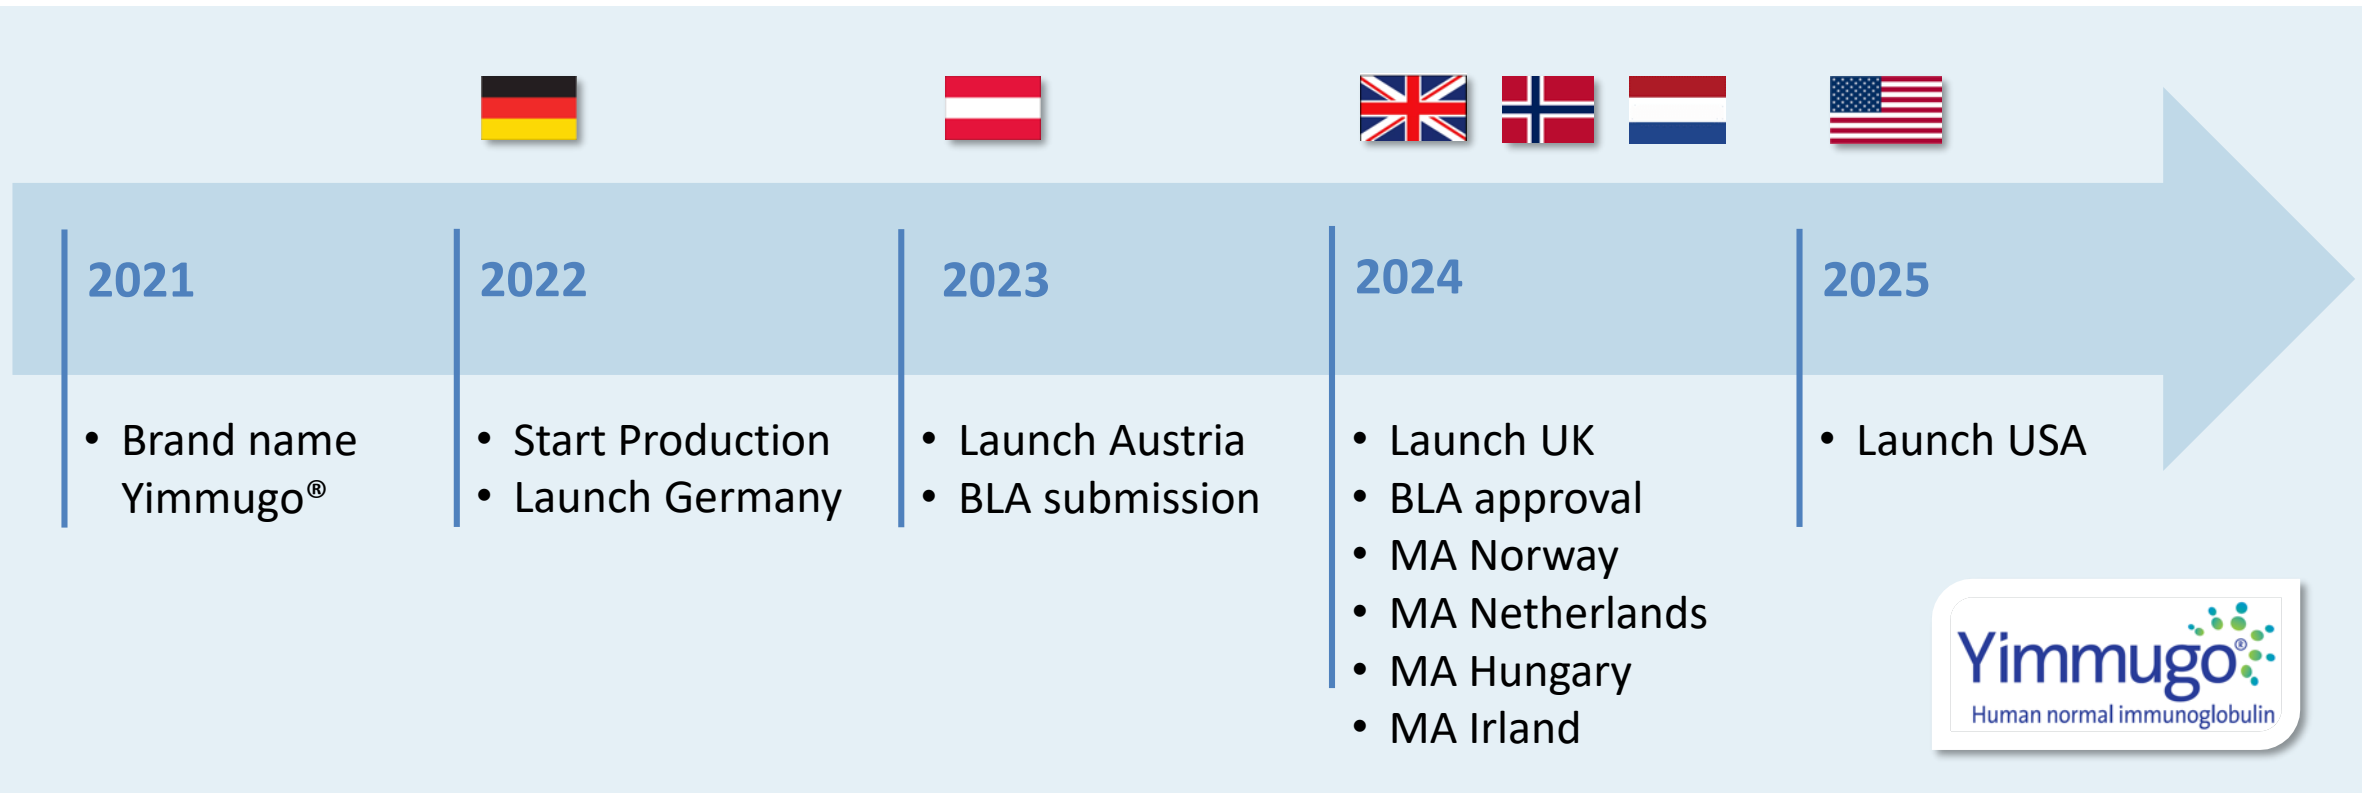 2021
• Brand name
Yimmugo®
2022
• Start Production
• Launch Germany
2023
• Launch Austria
• BLA submission
2024
• Launch UK
• BLA approval
• MA Norway
• MA Netherlands
• MA Hungary
• MA Irland
2025
• Launch USA
Yimmugo®
Human normal immunoglobulin